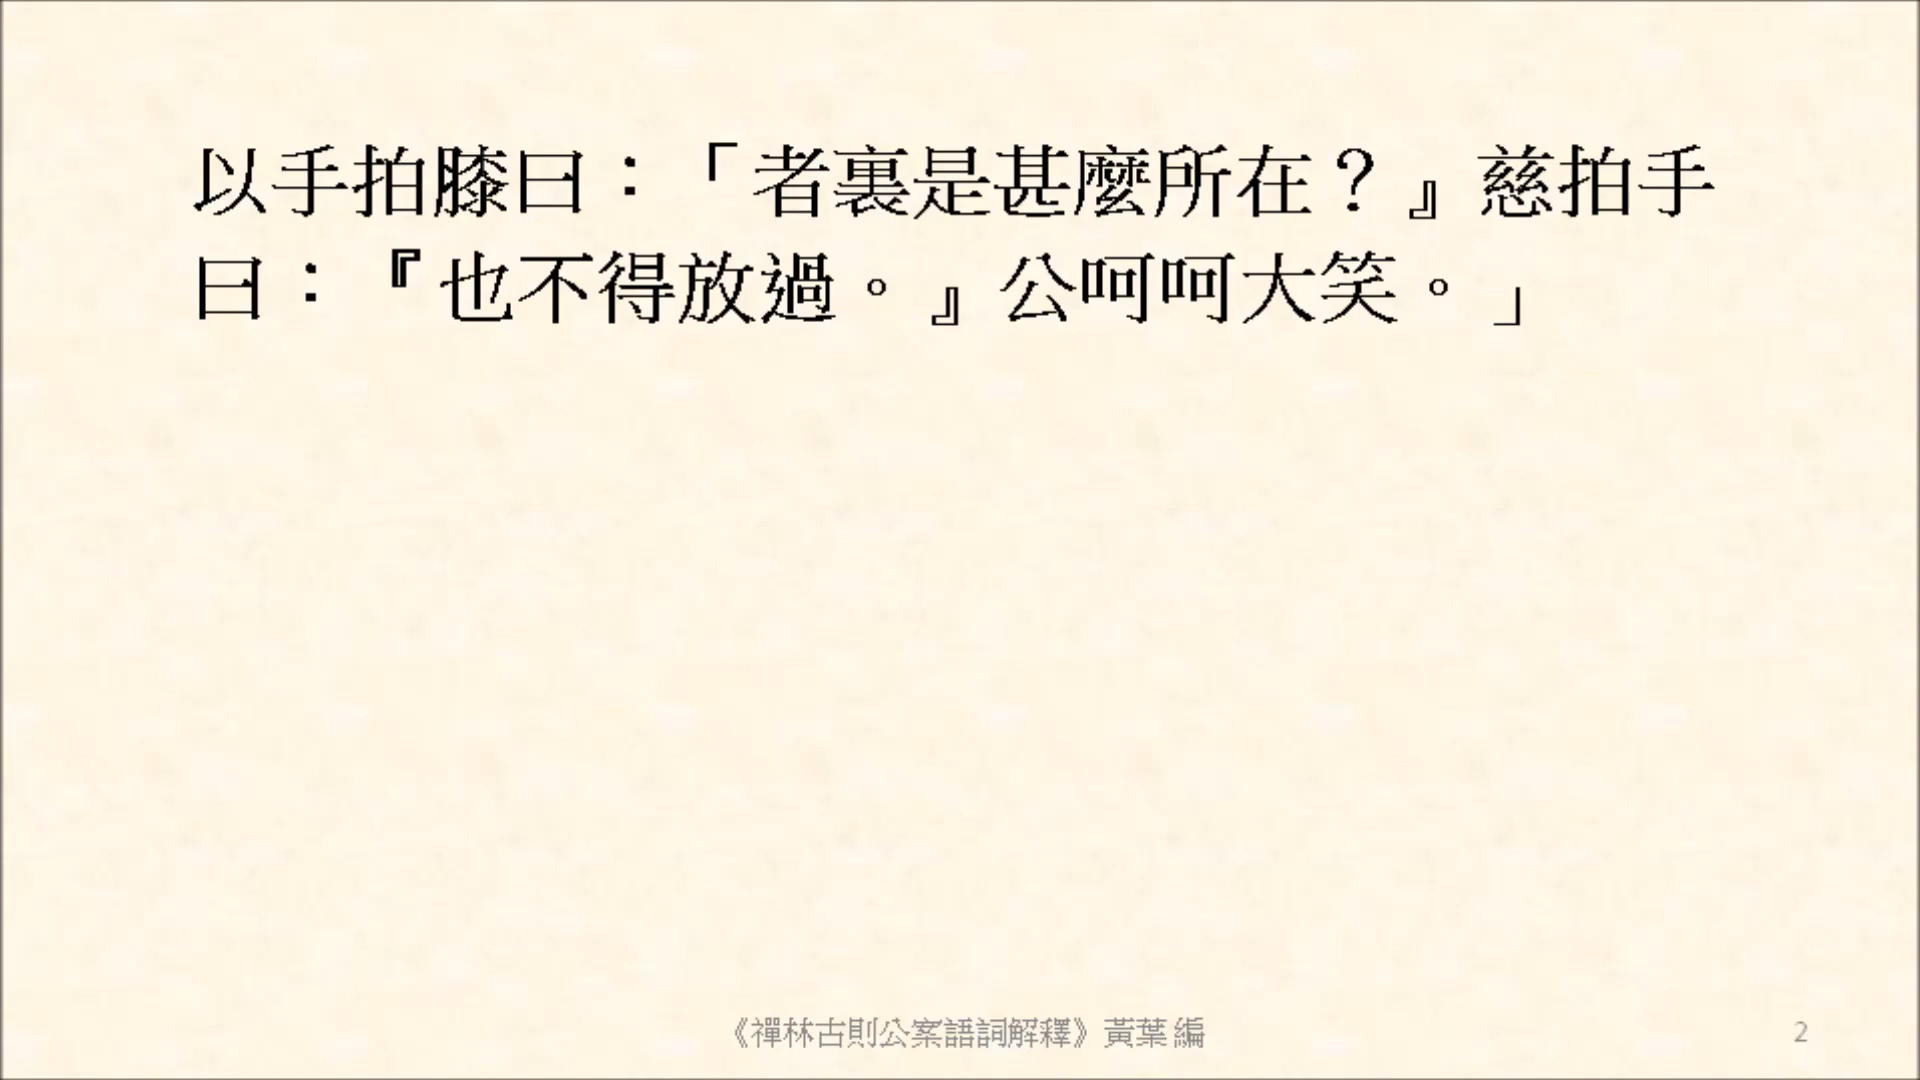 以手拍膝曰：「者裏是甚麼所在？』慈拍手
曰：『也不得放過。』公呵呵大笑。」
《禪林古則公案語詞解釋》黃葉 編
2